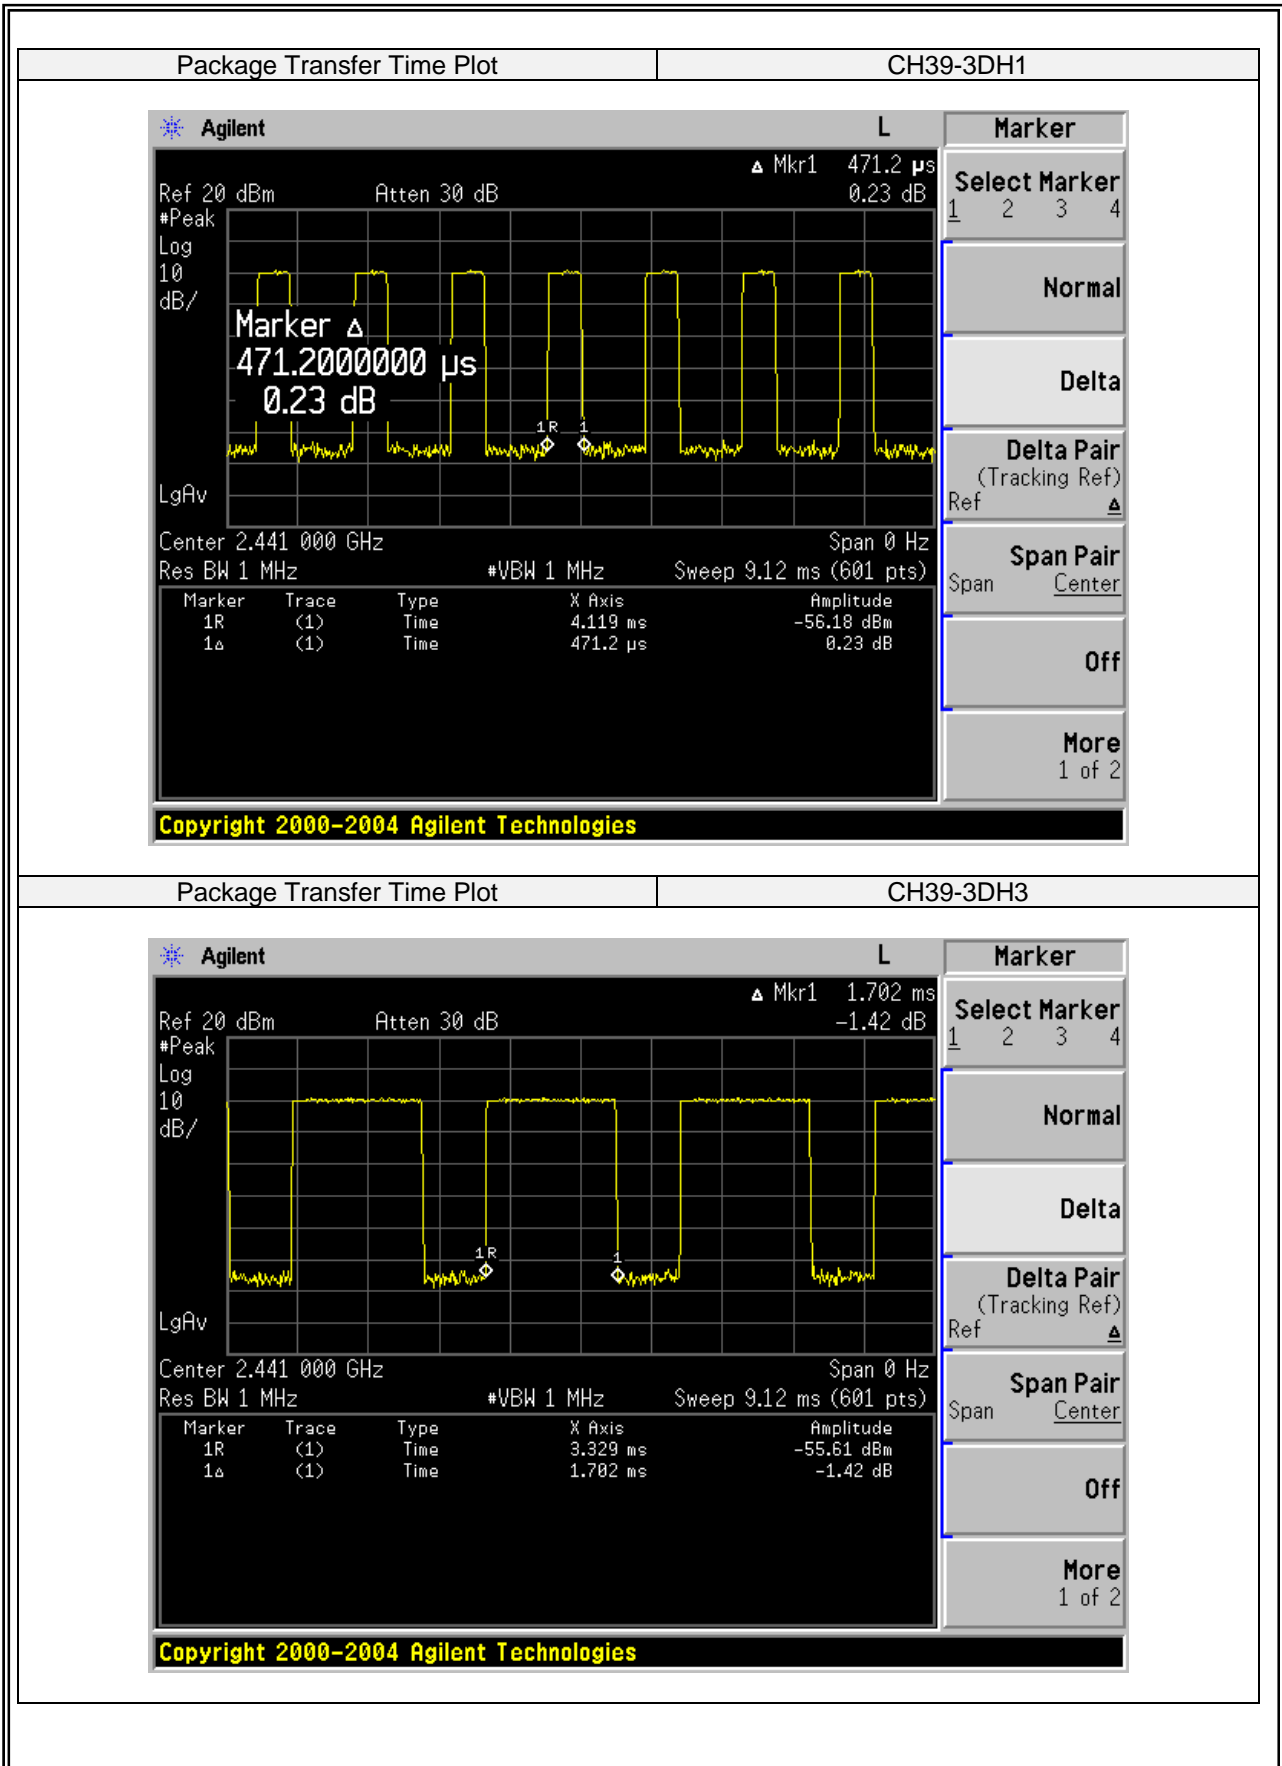 Package Transfer Time Plot CH39-3DH1
Agilent L Marker
Δ Mkr1 471.2 µs
Ref 20 dBm Atten 30 dB 0.23 dB
Select Marker
1 2 3 4
#Peak
Log
10
dB/
Normal
Marker Δ
471.2000000 µs
0.23 dB
Delta
1R 1
Delta Pair
(Tracking Ref)
Ref Δ
LgAv
Center 2.441 000 GHz Span 0 Hz
Res BW 1 MHz #VBW 1 MHz Sweep 9.12 ms (601 pts)
Span Pair
Span Center
Marker Trace Type X Axis Amplitude
1R (1) Time 4.119 ms -56.18 dBm
1Δ (1) Time 471.2 µs 0.23 dB
Off
More
1 of 2
Copyright 2000-2004 Agilent Technologies
Package Transfer Time Plot CH39-3DH3
Agilent L Marker
Δ Mkr1 1.702 ms
Ref 20 dBm Atten 30 dB -1.42 dB
Select Marker
1 2 3 4
#Peak
Log
10
dB/
Normal
Delta
1R 1
Delta Pair
(Tracking Ref)
Ref Δ
LgAv
Center 2.441 000 GHz Span 0 Hz
Res BW 1 MHz #VBW 1 MHz Sweep 9.12 ms (601 pts)
Span Pair
Span Center
Marker Trace Type X Axis Amplitude
1R (1) Time 3.329 ms -55.61 dBm
1Δ (1) Time 1.702 ms -1.42 dB
Off
More
1 of 2
Copyright 2000-2004 Agilent Technologies